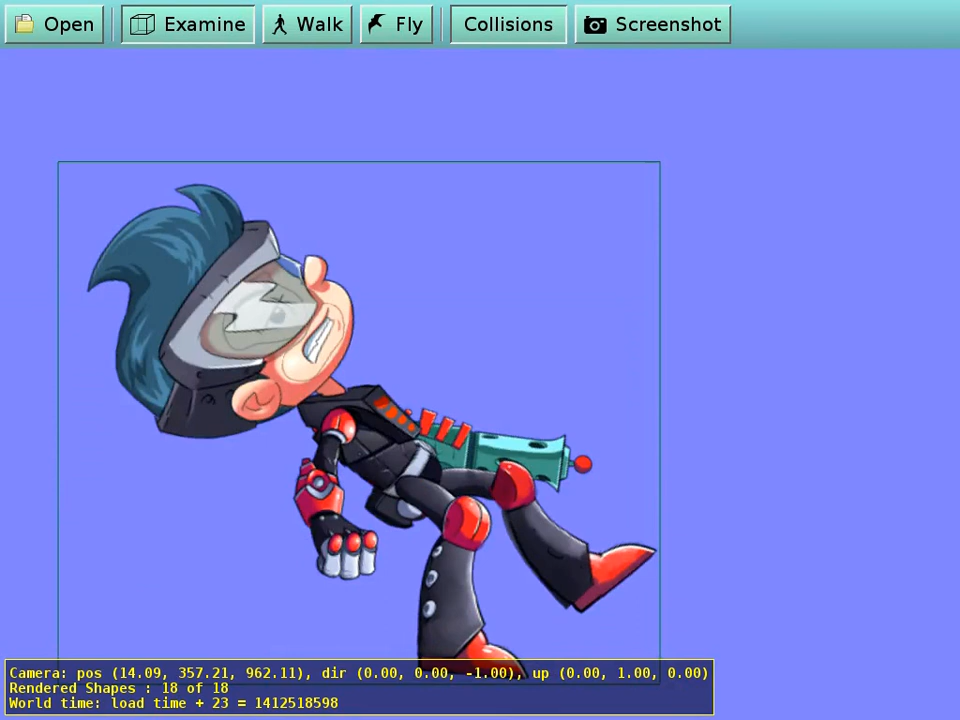 Open Examine Walk Fly Collisions Screenshot
Camera: pos (14.09, 357.21, 962.11), dir (0.00, 0.00, -1.00), up (0.00, 1.00, 0.00)
Rendered Shapes : 18 of 18
World time: load time + 23 = 1412518598